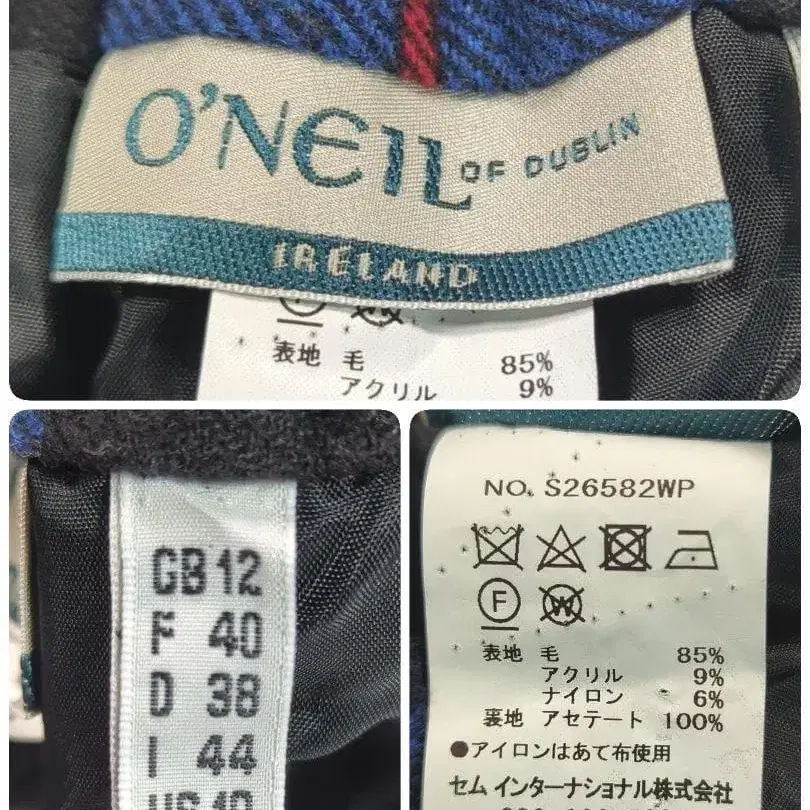 O'NEIL OF DUBLIN
IRELAND
表地 毛 85%
アクリル 9%
GB 12
F 40
D 38
I 44
NO. S26582WP
F W
表地 毛 85%
アクリル 9%
ナイロン 6%
裏地 アセテート 100%
●アイロンはあて布使用
セム インターナショナル株式会社